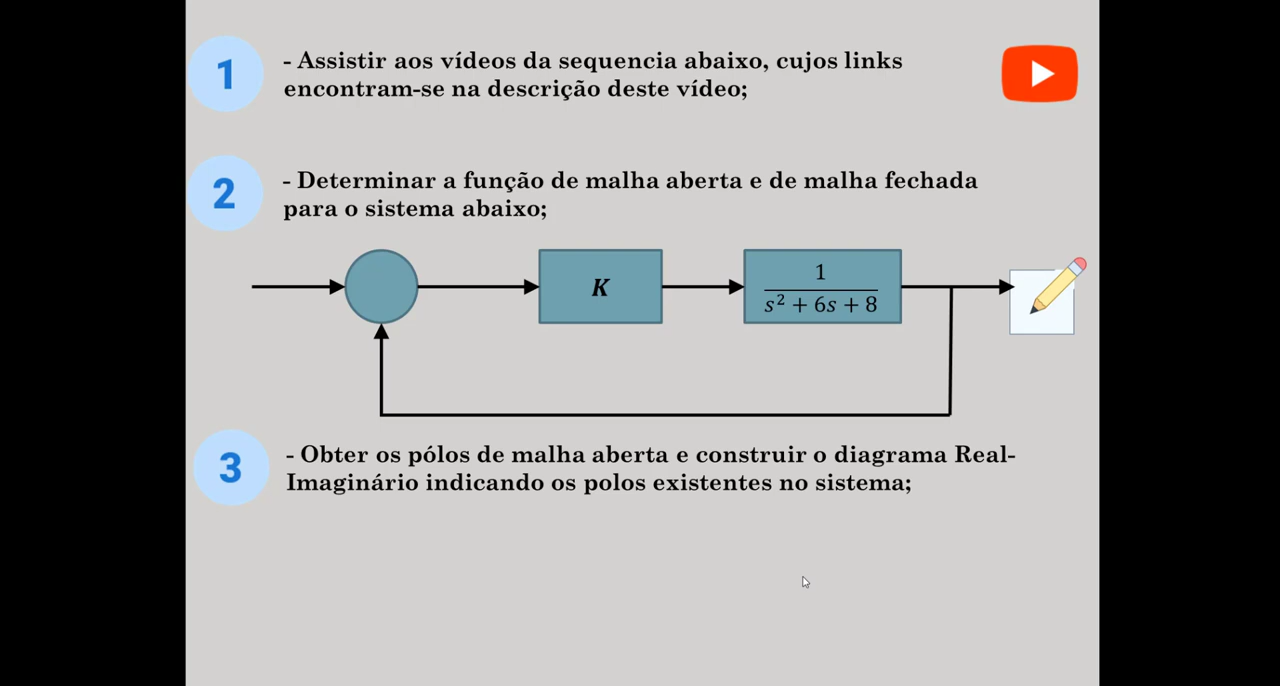 1
- Assistir aos vídeos da sequencia abaixo, cujos links
encontram-se na descrição deste vídeo;
2
- Determinar a função de malha aberta e de malha fechada
para o sistema abaixo;
K
1
s² + 6s + 8
3
- Obter os pólos de malha aberta e construir o diagrama Real-
Imaginário indicando os polos existentes no sistema;